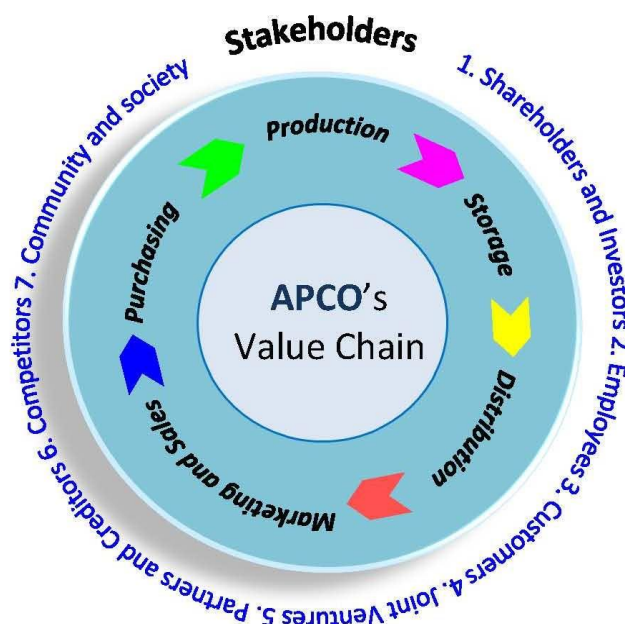 Stakeholders
1. Shareholders and Investors 2. Employees 3. Customers 4. Joint Ventures 5. Partners and Creditors 6. Competitors 7. Community and society
Production
Storage
Distribution
Marketing and Sales
Purchasing
APCO's
Value Chain